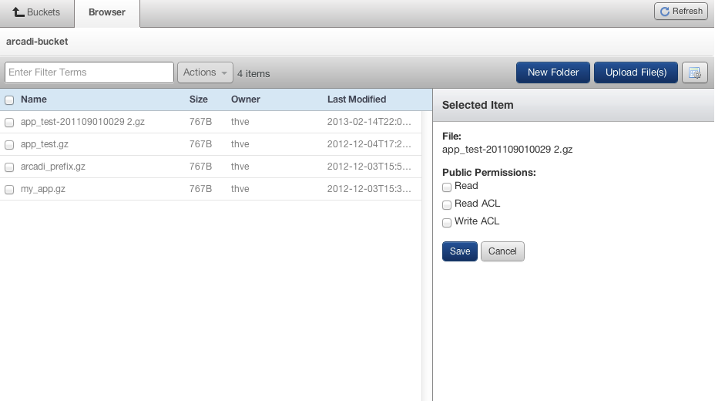 Buckets Browser Refresh
arcadi-bucket
Enter Filter Terms Actions 4 items New Folder Upload File(s)
Name Size Owner Last Modified
app_test-201109010029 2.gz 767B thve 2013-02-14T22:0...
app_test.gz 767B thve 2012-12-04T17:2...
arcadi_prefix.gz 767B thve 2012-12-03T15:5...
my_app.gz 767B thve 2012-12-03T15:3...
Selected Item
File:
app_test-201109010029 2.gz
Public Permissions:
Read
Read ACL
Write ACL
Save Cancel